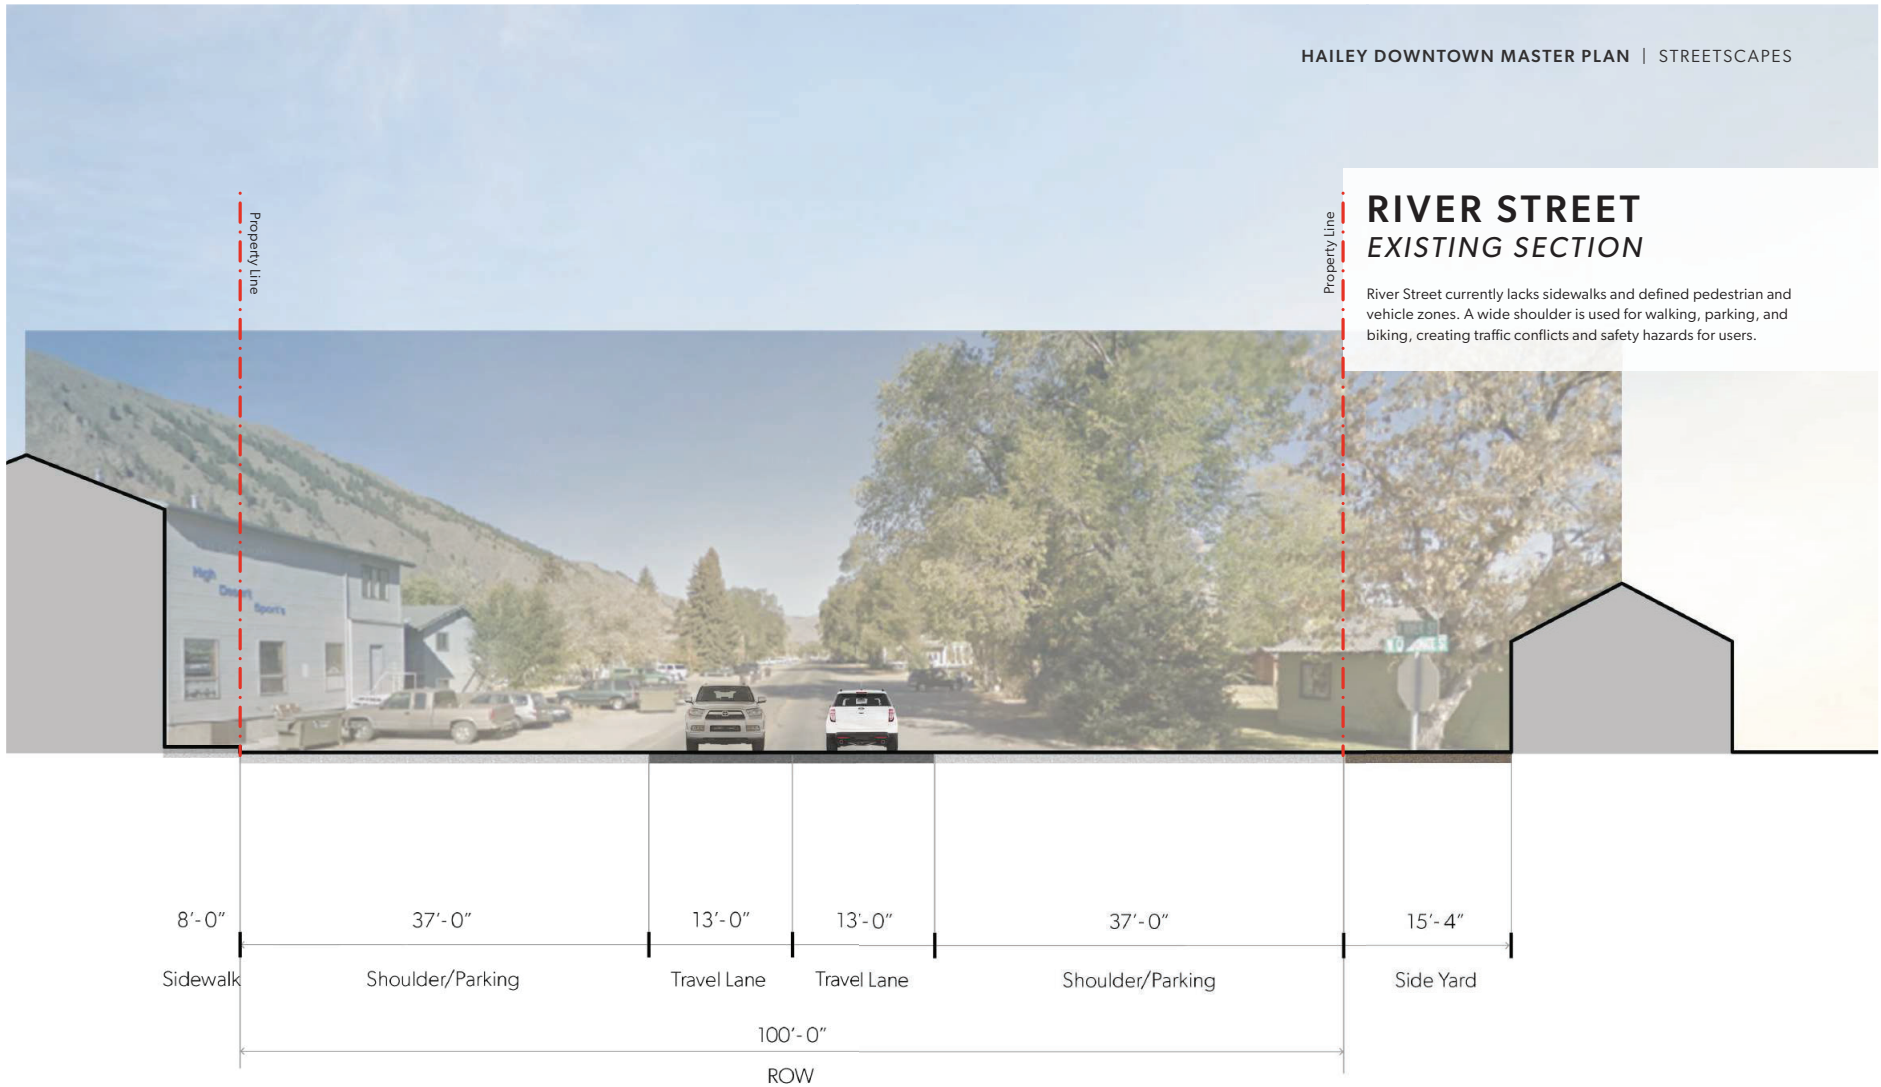 HAILEY DOWNTOWN MASTER PLAN | STREETSCAPES
Property Line
Property Line
RIVER STREET
EXISTING SECTION
River Street currently lacks sidewalks and defined pedestrian and
vehicle zones. A wide shoulder is used for walking, parking, and
biking, creating traffic conflicts and safety hazards for users.
High
Desert
Sport's
8'-0"
37'-0"
13'-0"
13'-0"
37'-0"
15'-4"
Sidewalk
Shoulder/Parking
Travel Lane
Travel Lane
Shoulder/Parking
Side Yard
100'-0"
ROW